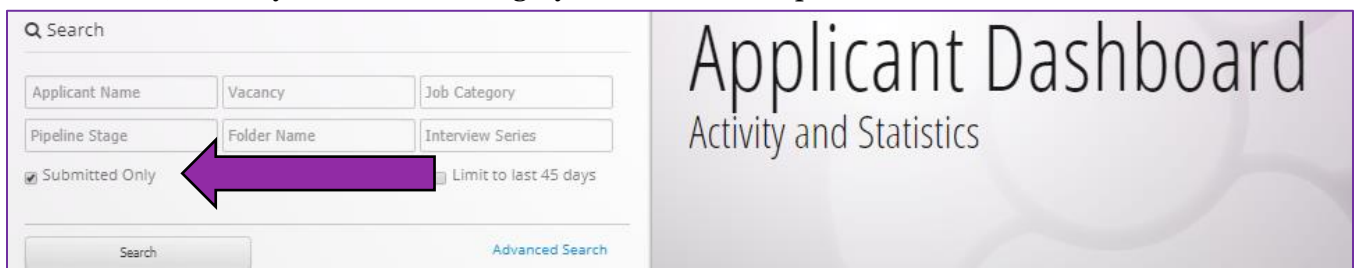 Search
Applicant Name Vacancy Job Category
Pipeline Stage Folder Name Interview Series
Submitted Only Limit to last 45 days
Search Advanced Search
Applicant Dashboard
Activity and Statistics